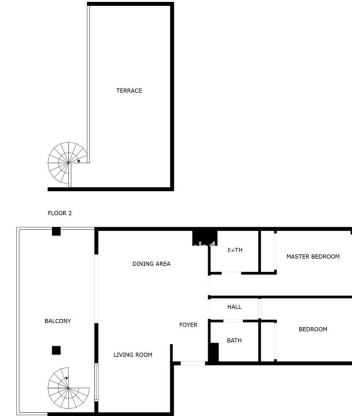 TERRACE
FLOOR 2
BATH
MASTER BEDROOM
DINING AREA
HALL
BALCONY
FOYER
BEDROOM
BATH
LIVING ROOM